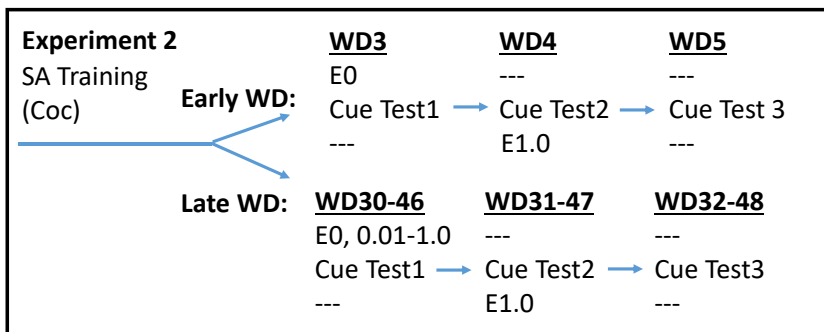 Experiment 2
SA Training
(Coc)
Early WD:
WD3 WD4 WD5
E0 --- ---
Cue Test1 Cue Test2 Cue Test 3
--- E1.0 ---
Late WD:
WD30-46 WD31-47 WD32-48
E0, 0.01-1.0 --- ---
Cue Test1 Cue Test2 Cue Test3
--- E1.0 ---